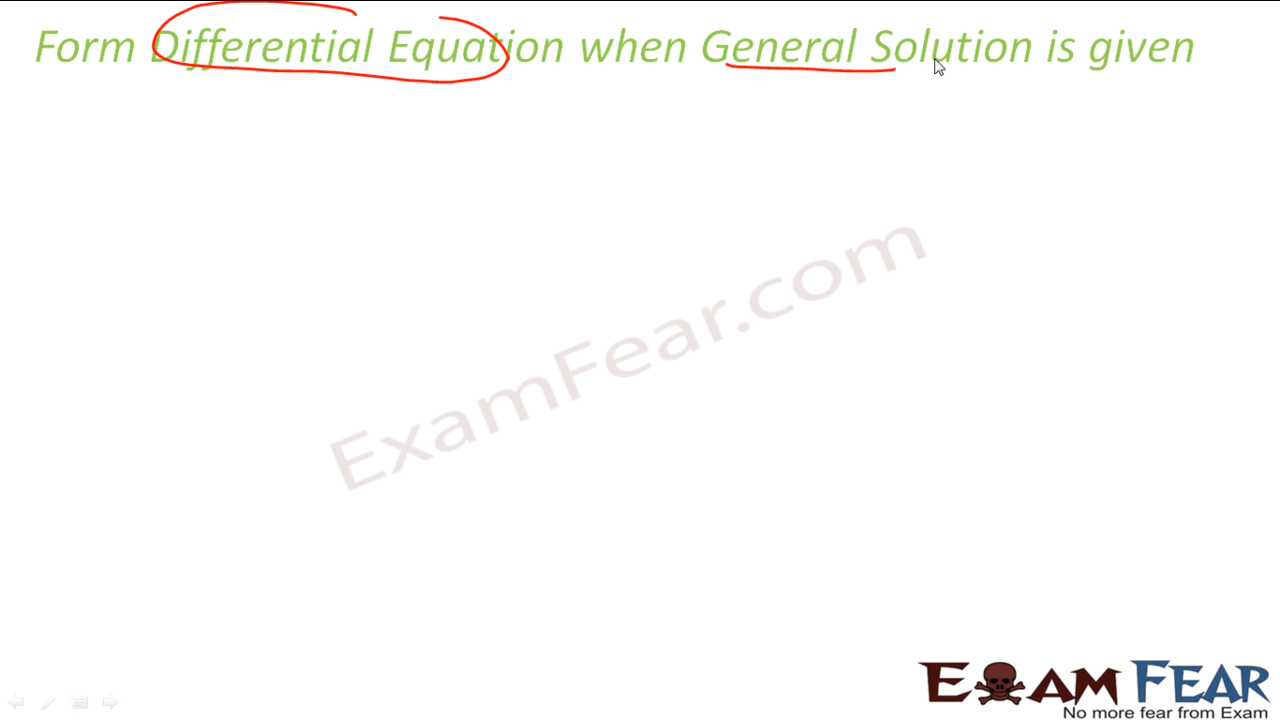 Form Differential Equation when General Solution is given
ExamFear.com
EXAM FEAR
No more fear from Exam